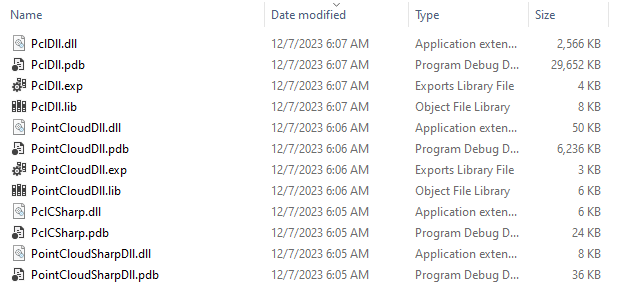 Name Date modified Type Size
PclDll.dll 12/7/2023 6:07 AM Application exten... 2,566 KB
PclDll.pdb 12/7/2023 6:07 AM Program Debug D... 29,652 KB
PclDll.exp 12/7/2023 6:07 AM Exports Library File 4 KB
PclDll.lib 12/7/2023 6:07 AM Object File Library 8 KB
PointCloudDll.dll 12/7/2023 6:06 AM Application exten... 50 KB
PointCloudDll.pdb 12/7/2023 6:06 AM Program Debug D... 6,236 KB
PointCloudDll.exp 12/7/2023 6:06 AM Exports Library File 3 KB
PointCloudDll.lib 12/7/2023 6:06 AM Object File Library 6 KB
PclCSharp.dll 12/7/2023 6:05 AM Application exten... 6 KB
PclCSharp.pdb 12/7/2023 6:05 AM Program Debug D... 24 KB
PointCloudSharpDll.dll 12/7/2023 6:05 AM Application exten... 8 KB
PointCloudSharpDll.pdb 12/7/2023 6:05 AM Program Debug D... 36 KB